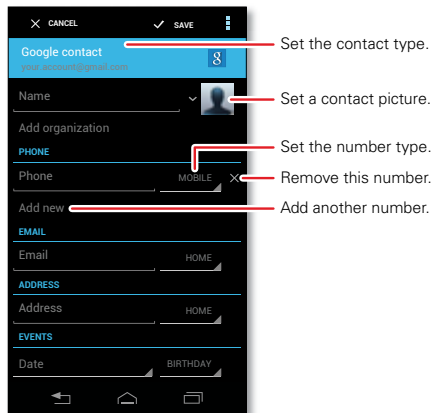 CANCEL SAVE
Google contact 8
your.account@gmail.com
Set the contact type.
Name
Set a contact picture.
Add organization
PHONE
Set the number type.
Phone MOBILE
Remove this number.
Add new
Add another number.
EMAIL
Email HOME
ADDRESS
Address HOME
EVENTS
Date BIRTHDAY